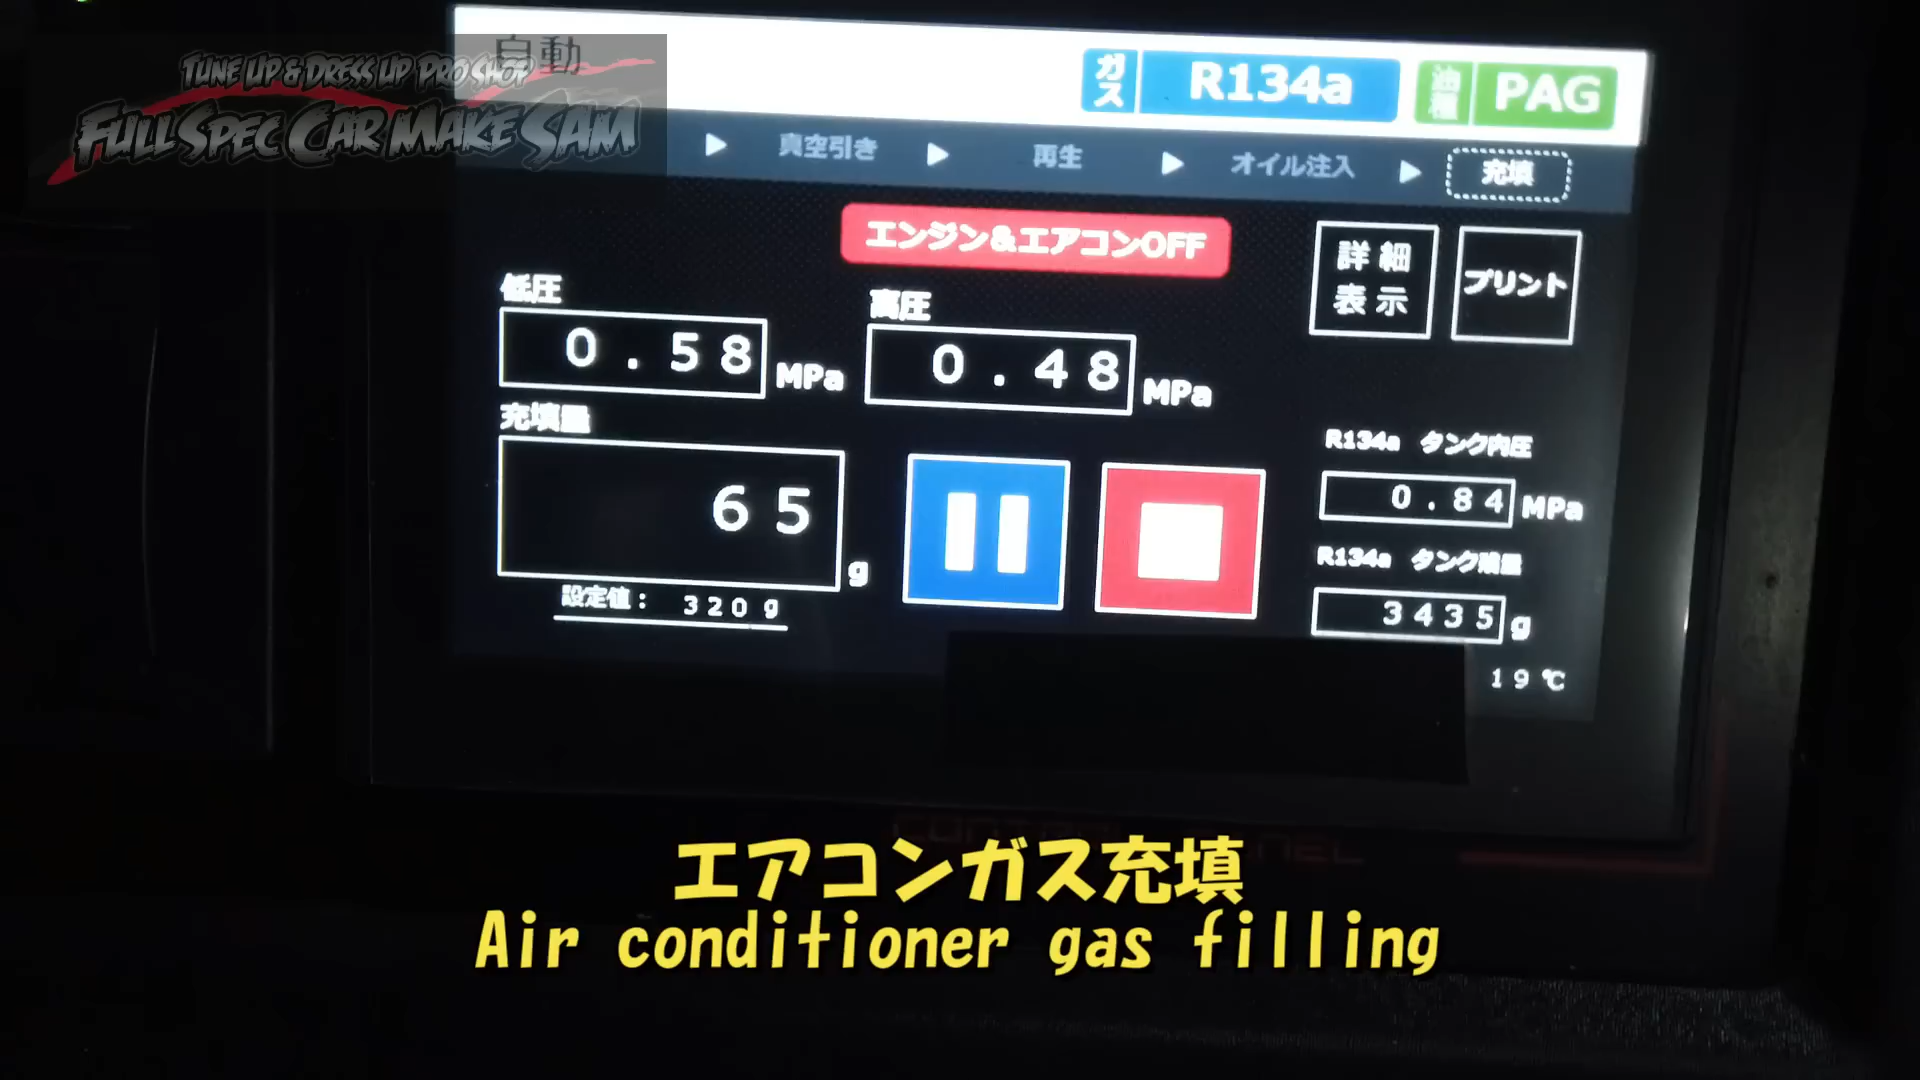 自動
TUNE UP & DRESS UP PRO SHOP
FULL SPEC CAR MAKE SAM
ガス R134a 油種 PAG
▶ 真空引き ▶ 再生 ▶ オイル注入 ▶ 充填
エンジン&エアコンOFF
詳細表示
プリント
低圧
0.58 MPa
高圧
0.48 MPa
充填量
65 g
設定値: 320 g
R134a タンク内圧
0.84 MPa
R134a タンク残量
3435 g
19℃
エアコンガス充填
Air conditioner gas filling